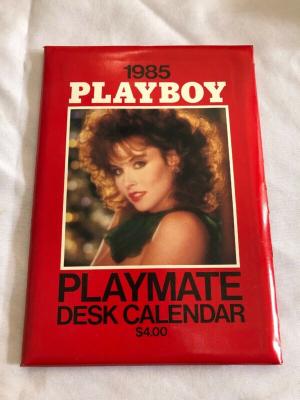 1985
PLAYBOY
PLAYMATE
DESK CALENDAR
$4.00